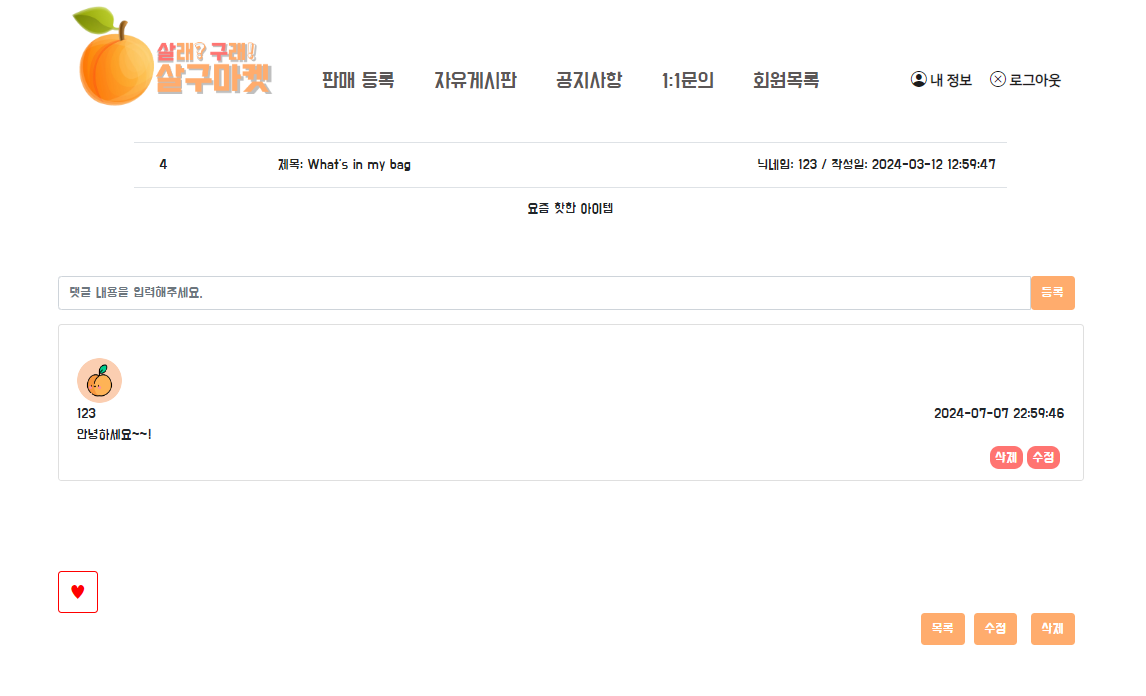 살래? 구래!!
살구마켓
판매 등록 자유게시판 공지사항 1:1문의 회원목록 내 정보 로그아웃
4 제목: What's in my bag 닉네임: 123 / 작성일: 2024-03-12 12:59:47
요즘 핫한 아이템
댓글 내용을 입력해주세요. 등록
123 2024-07-07 22:59:46
안녕하세요~~!
삭제 수정
목록 수정 삭제